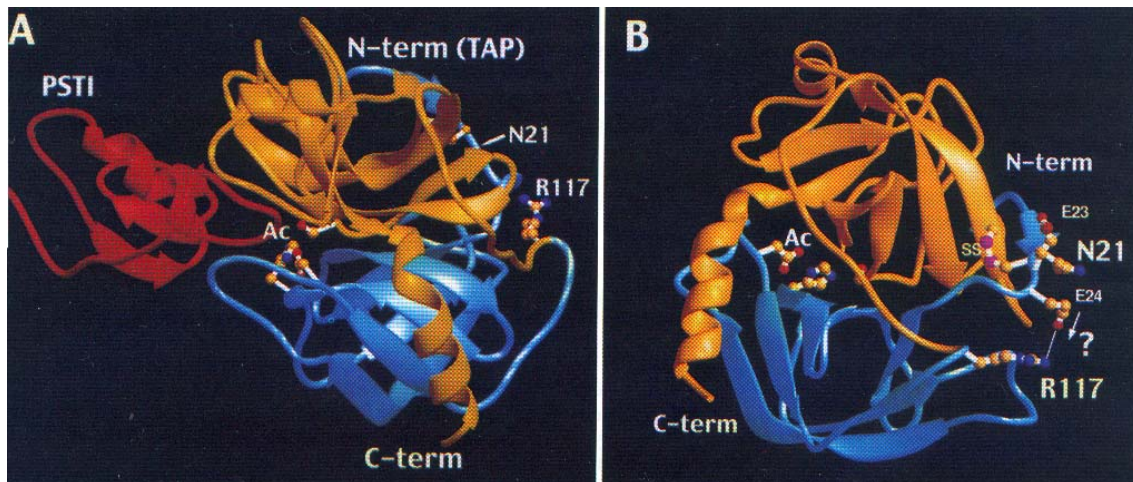 A
N-term (TAP)
PSTI
N21
R117
Ac
C-term
B
N-term
E23
Ac
SS
N21
E24
?
R117
C-term